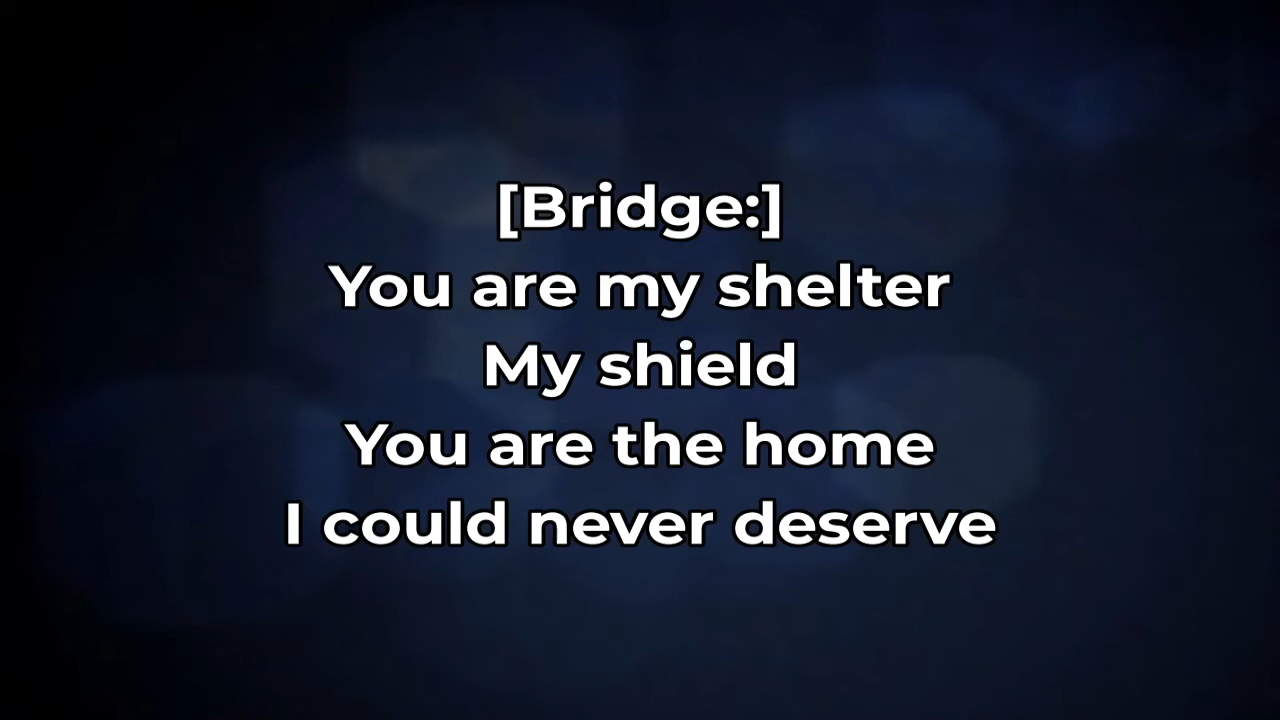 [Bridge:]
You are my shelter
My shield
You are the home
I could never deserve